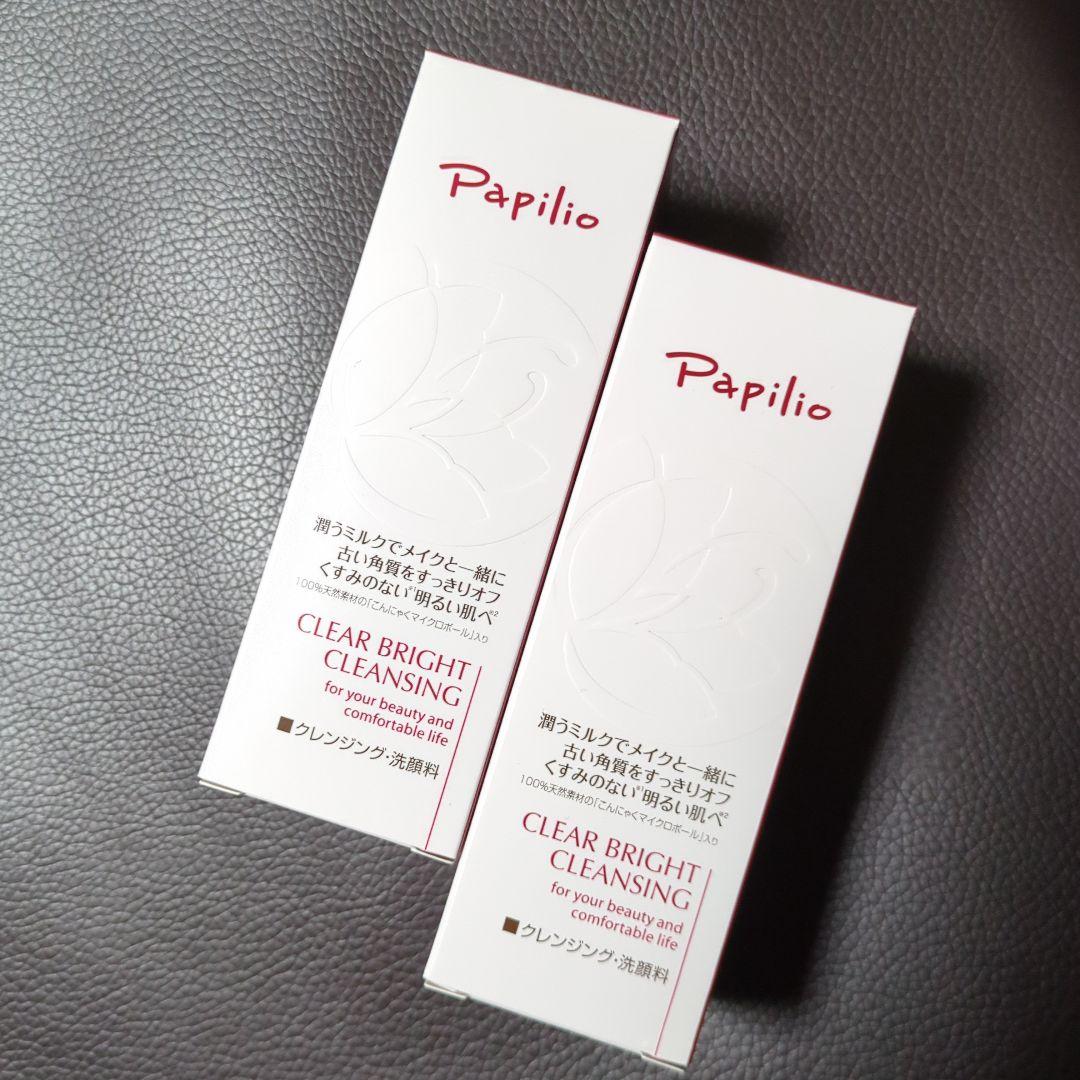 Papilio
潤うミルクでメイクと一緒に
古い角質をすっきりオフ
くすみのない※1明るい肌へ※2
100%天然素材の「こんにゃくマイクロボール」入り
CLEAR BRIGHT
CLEANSING
for your beauty and
comfortable life
■クレンジング・洗顔料
Papilio
潤うミルクでメイクと一緒に
古い角質をすっきりオフ
くすみのない※1明るい肌へ※2
100%天然素材の「こんにゃくマイクロボール」入り
CLEAR BRIGHT
CLEANSING
for your beauty and
comfortable life
■クレンジング・洗顔料